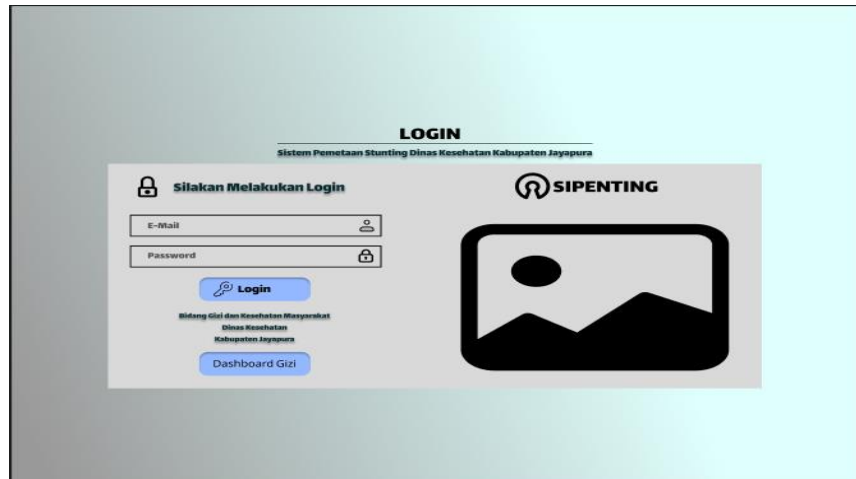 LOGIN
Sistem Pemetaan Stunting Dinas Kesehatan Kabupaten Jayapura
Silakan Melakukan Login
E-Mail
Password
Login
Bidang Gizi dan Kesehatan Masyarakat
Dinas Kesehatan
Kabupaten Jayapura
Dashboard Gizi
SIPENTING